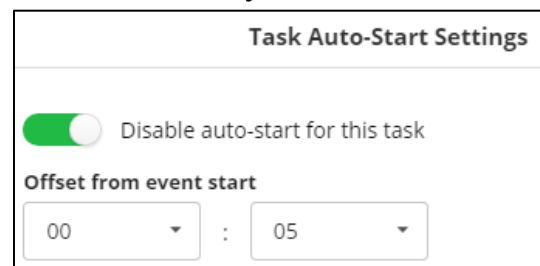 Task Auto-Start Settings
Disable auto-start for this task
Offset from event start
00 : 05